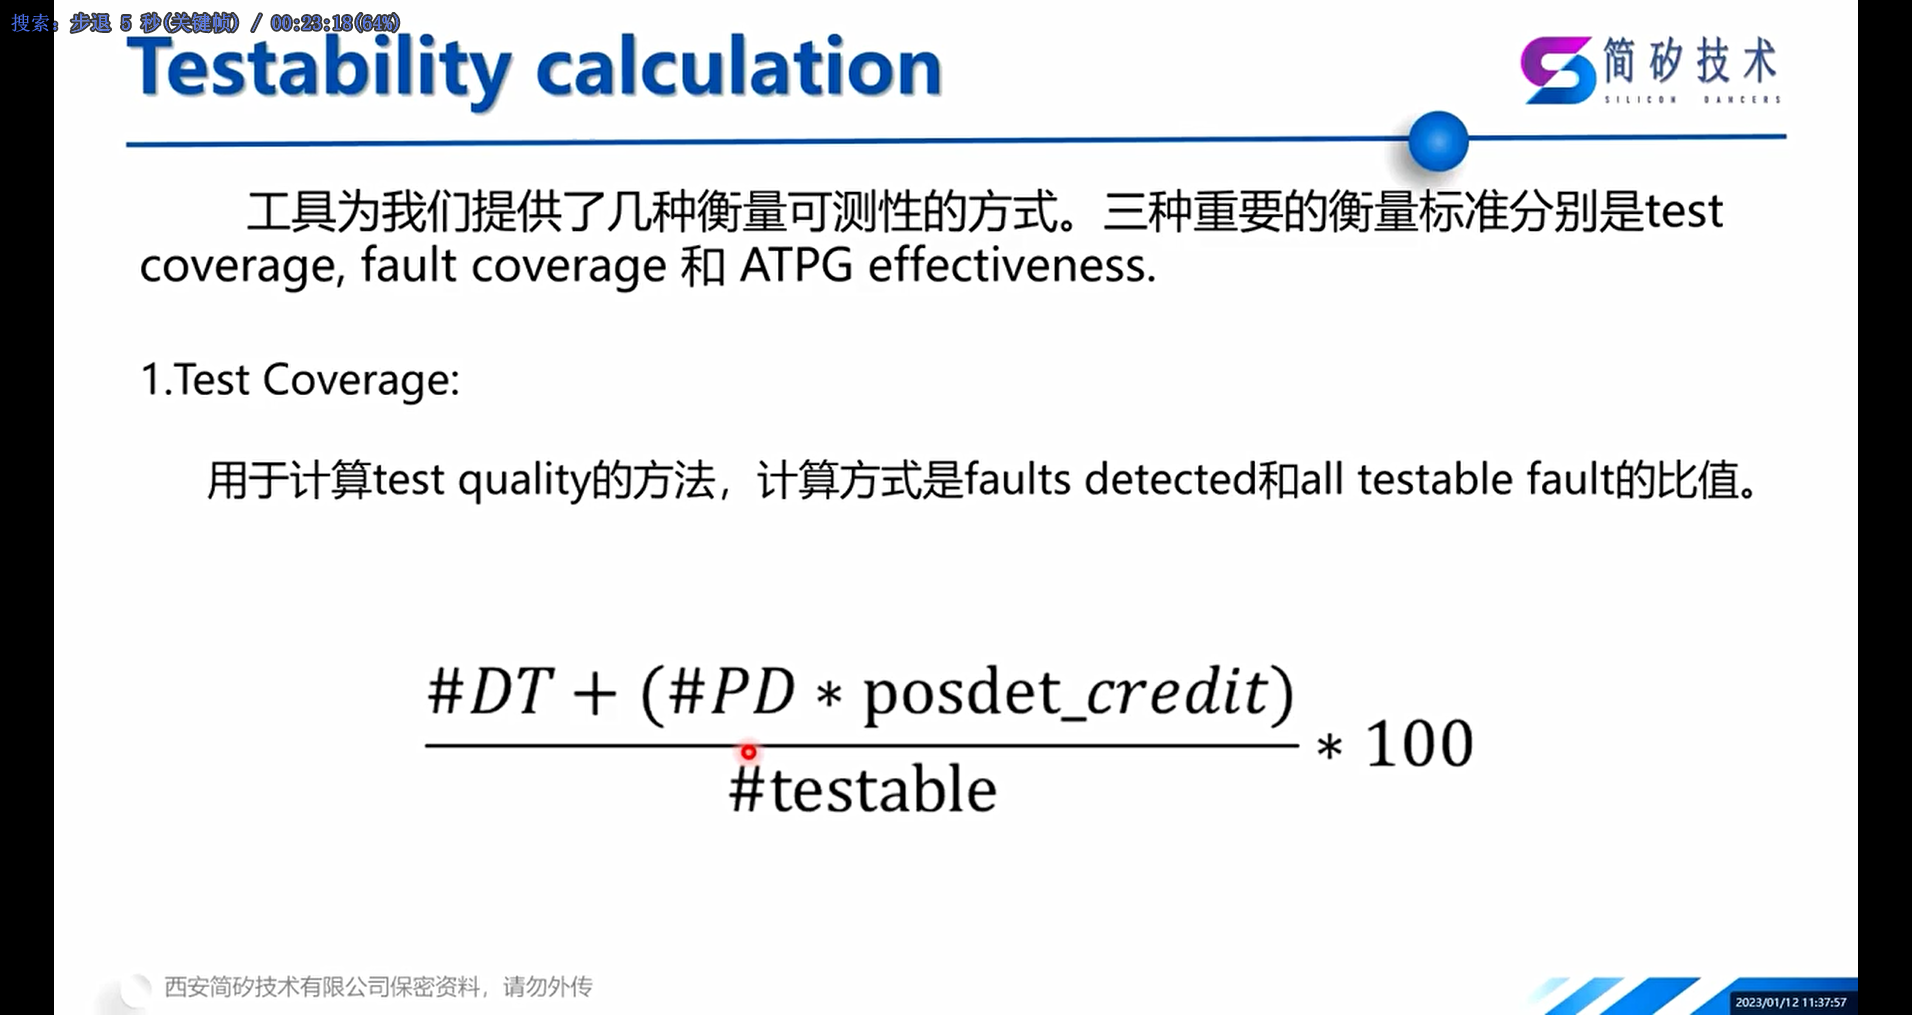 搜索: 步退 5 秒(关键帧) / 00:23:18(64%)
Testability calculation
简矽技术
SILICON DANCERS
工具为我们提供了几种衡量可测性的方式。三种重要的衡量标准分别是test
coverage, fault coverage 和 ATPG effectiveness.
1.Test Coverage:
用于计算test quality的方法，计算方式是faults detected和all testable fault的比值。
#DT + (#PD * posdet_credit)
* 100
#testable
西安简矽技术有限公司保密资料，请勿外传
2023/01/12 11:37:57